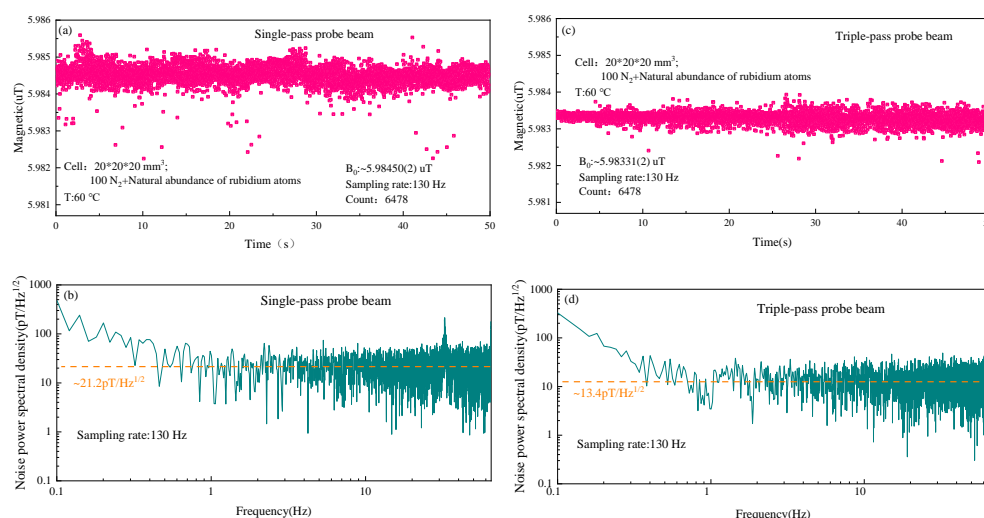 (a)
Single-pass probe beam
5.986
5.985
5.984
5.983
5.982
5.981
Magnetic(uT)
Cell：20*20*20 mm³;
100 N₂+Natural abundance of rubidium atoms
T:60 ℃
B₀:~5.98450(2) uT
Sampling rate:130 Hz
Count：6478
0 10 20 30 40 50
Time（s）
(c)
Triple-pass probe beam
5.986
5.985
5.984
5.983
5.982
5.981
Magnetic(uT)
Cell：20*20*20 mm³;
100 N₂+Natural abundance of rubidium atoms
T:60 ℃
B₀:~5.98331(2) uT
Sampling rate:130 Hz
Count：6478
0 10 20 30 40
Time(s)
(b)
Single-pass probe beam
1000
100
10
1
0.1
Noise power spectral density(pT/Hz^1/2)
~21.2pT/Hz^1/2
Sampling rate:130 Hz
0.1 1 10
Frequency(Hz)
(d)
Triple-pass probe beam
1000
100
10
1
0.1
Noise power spectral density(pT/Hz^1/2)
~13.4pT/Hz^1/2
Sampling rate:130 Hz
0.1 1 10
Frequency(Hz)